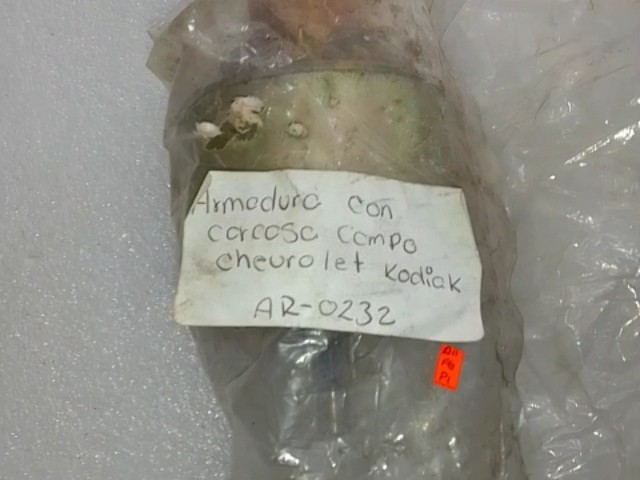 Armadura con
carcasa campo
chevrolet Kodiak
AR-0232